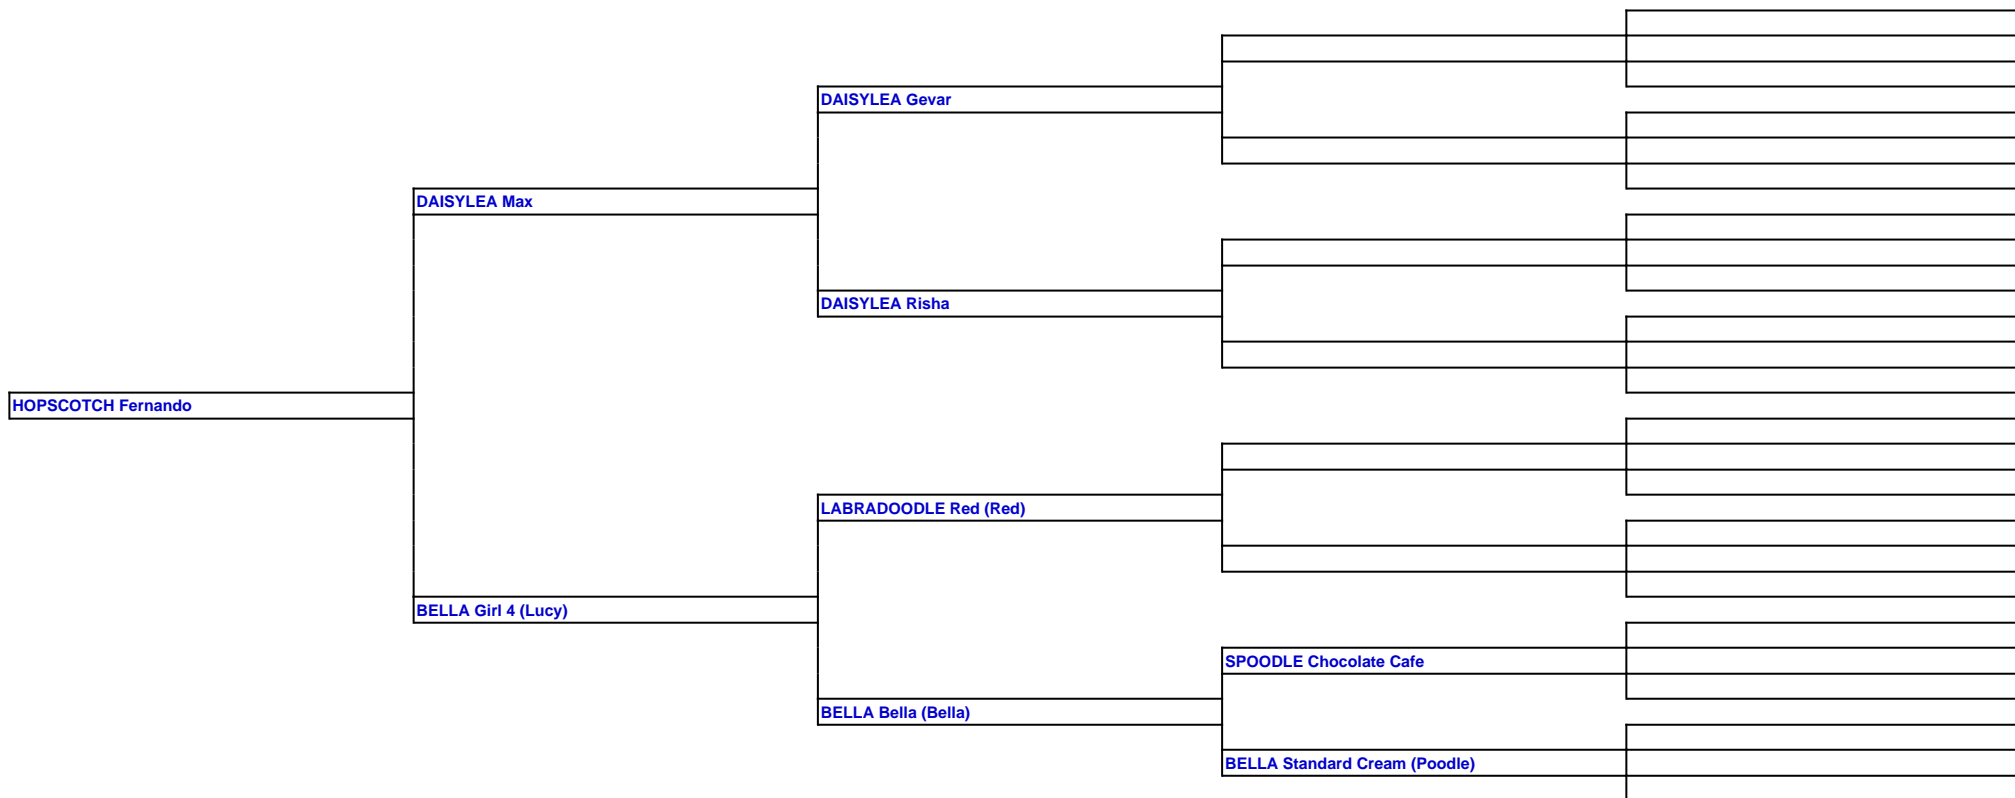 DAISYLEA Gevar
DAISYLEA Max
DAISYLEA Risha
HOPSCOTCH Fernando
LABRADOODLE Red (Red)
BELLA Girl 4 (Lucy)
SPOODLE Chocolate Cafe
BELLA Bella (Bella)
BELLA Standard Cream (Poodle)